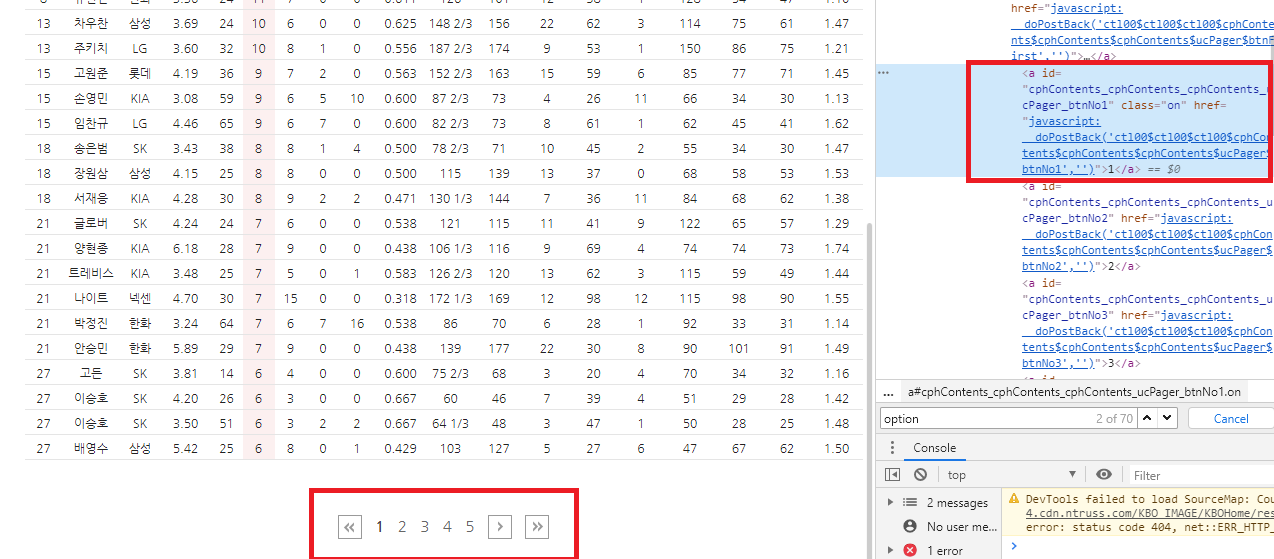 13 차우찬 삼성 3.69 24 10 6 0 0 0.625 148 2/3 156 22 62 3 114 75 61 1.47
13 주키치 LG 3.60 32 10 8 1 0 0.556 187 2/3 174 9 53 1 150 86 75 1.21
15 고원준 롯데 4.19 36 9 7 2 0 0.563 152 2/3 163 15 59 6 85 77 71 1.45
15 손영민 KIA 3.08 59 9 6 5 10 0.600 87 2/3 73 4 26 11 66 34 30 1.13
15 임찬규 LG 4.46 65 9 6 7 0 0.600 82 2/3 73 8 61 1 62 45 41 1.62
18 송은범 SK 3.43 38 8 8 1 4 0.500 78 2/3 71 10 45 2 55 34 30 1.47
18 장원삼 삼성 4.15 25 8 8 0 0 0.500 115 139 13 37 0 68 58 53 1.53
18 서재응 KIA 4.28 30 8 9 2 2 0.471 130 1/3 144 7 36 11 84 68 62 1.38
21 글로버 SK 4.24 24 7 6 0 0 0.538 121 115 11 41 9 122 65 57 1.29
21 양현종 KIA 6.18 28 7 9 0 0 0.438 106 1/3 116 9 69 4 74 74 73 1.74
21 트레비스 KIA 3.48 25 7 5 0 1 0.583 126 2/3 120 13 62 3 115 59 49 1.44
21 나이트 넥센 4.70 30 7 15 0 0 0.318 172 1/3 169 12 98 12 115 98 90 1.55
21 박정진 한화 3.24 64 7 6 7 16 0.538 86 70 6 28 1 92 33 31 1.14
21 안승민 한화 5.89 29 7 9 0 0 0.438 139 177 22 30 8 90 101 91 1.49
27 고든 SK 3.81 14 6 4 0 0 0.600 75 2/3 68 3 20 4 70 34 32 1.16
27 이승호 SK 4.20 26 6 3 0 0 0.667 60 46 7 39 4 51 29 28 1.42
27 이승호 SK 3.50 51 6 3 2 2 0.667 64 1/3 48 3 47 1 50 28 25 1.48
27 배영수 삼성 5.42 25 6 8 0 1 0.429 103 127 5 27 6 47 67 62 1.50
« 1 2 3 4 5 > »
href="javascript:
__doPostBack('ctl00$ctl00$ctl00$cphConte
nts$cphContents$cphContents$ucPager$btnF
irst','')">…</a>
<a id=
"cphContents_cphContents_cphContents_u
cPager_btnNo1" class="on" href=
"javascript:
__doPostBack('ctl00$ctl00$ctl00$cphCon
tents$cphContents$cphContents$ucPager$
btnNo1','')">1</a> == $0
<a id=
"cphContents_cphContents_cphContents_u
cPager_btnNo2" href="javascript:
__doPostBack('ctl00$ctl00$ctl00$cphCon
tents$cphContents$cphContents$ucPager$
btnNo2','')">2</a>
<a id=
"cphContents_cphContents_cphContents_u
cPager_btnNo3" href="javascript:
__doPostBack('ctl00$ctl00$ctl00$cphCon
tents$cphContents$cphContents$ucPager$
btnNo3','')">3</a>
... a#cphContents_cphContents_cphContents_ucPager_btnNo1.on
option 2 of 70 Cancel
Console
top Filter
2 messages
No user me...
1 error
DevTools failed to load SourceMap: Cou
4.cdn.ntruss.com/KBO_IMAGE/KBOHome/res
error: status code 404, net::ERR_HTTP_